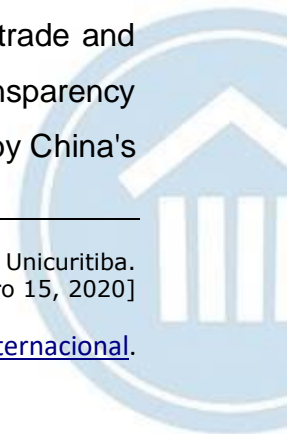 trade and
nsparency
by China's
Unicuritiba.
ro 15, 2020]
ternacional.